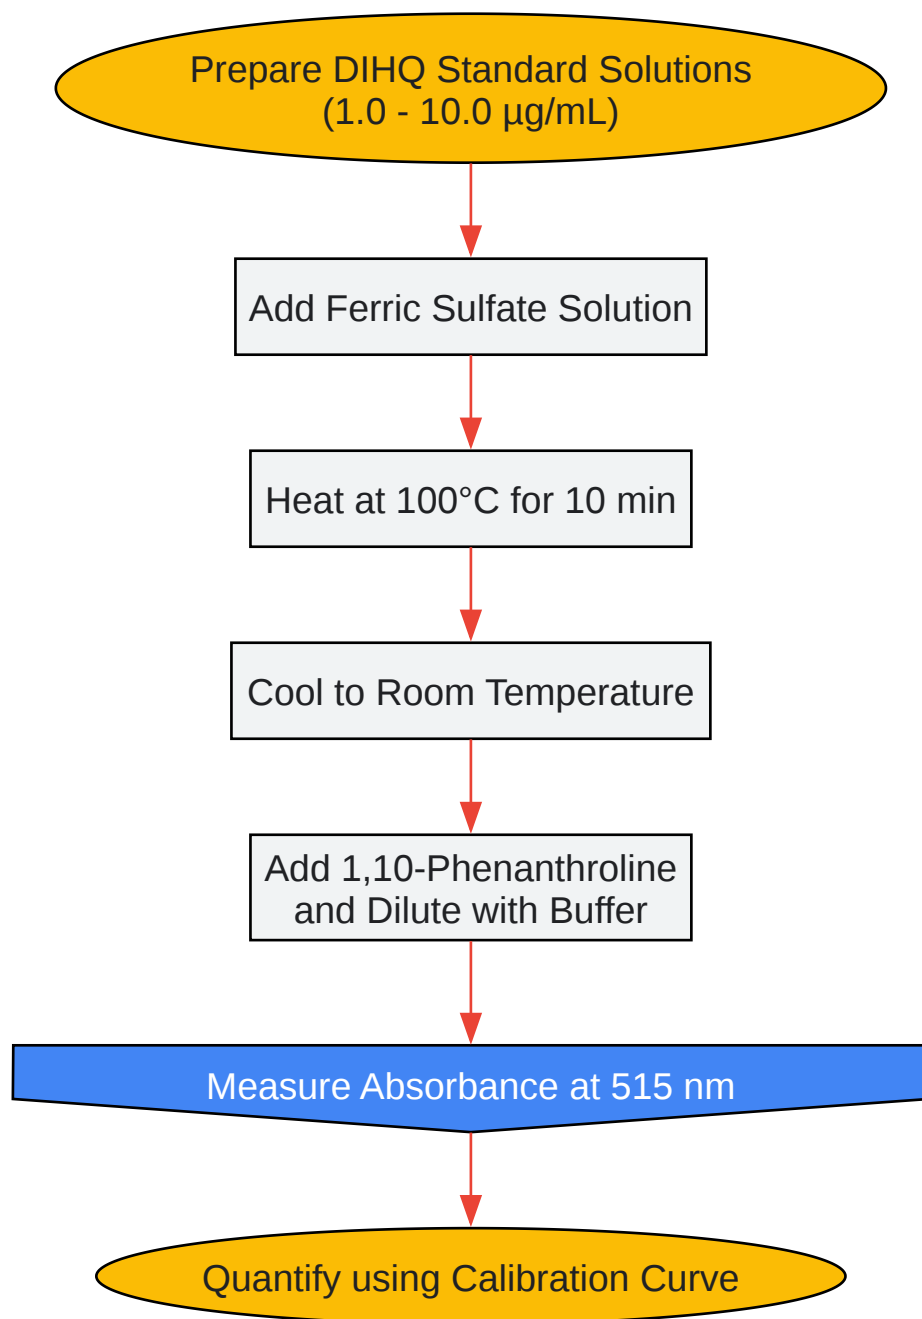 Prepare DIHQ Standard Solutions
(1.0 - 10.0 µg/mL)
Add Ferric Sulfate Solution
Heat at 100°C for 10 min
Cool to Room Temperature
Add 1,10-Phenanthroline
and Dilute with Buffer
Measure Absorbance at 515 nm
Quantify using Calibration Curve